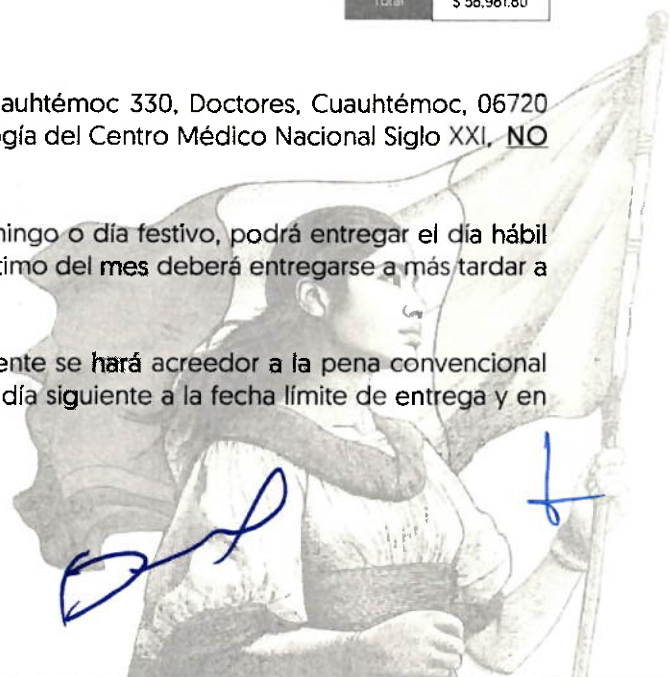 Total $ 58,981.80
auhtémoc 330, Doctores, Cuauhtémoc, 06720
gía del Centro Médico Nacional Siglo XXI, NO
ningo o día festivo, podrá entregar el día hábil
timo del mes deberá entregarse a más tardar a
ente se hará acreedor a la pena convencional
día siguiente a la fecha límite de entrega y en